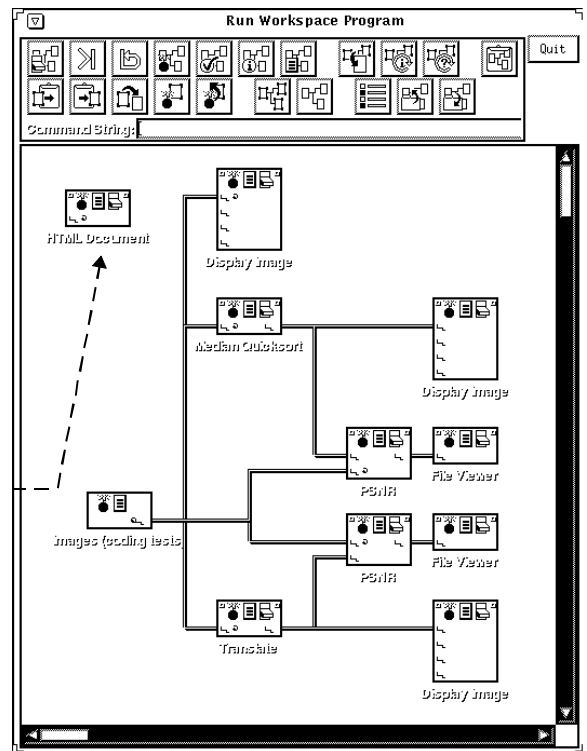 Run Workspace Program
Quit
Command String:
HTML Document
Display Image
Median Quicksort
Display Image
PSNR
File Viewer
Images (coding tests)
PSNR
File Viewer
Translate
Display Image